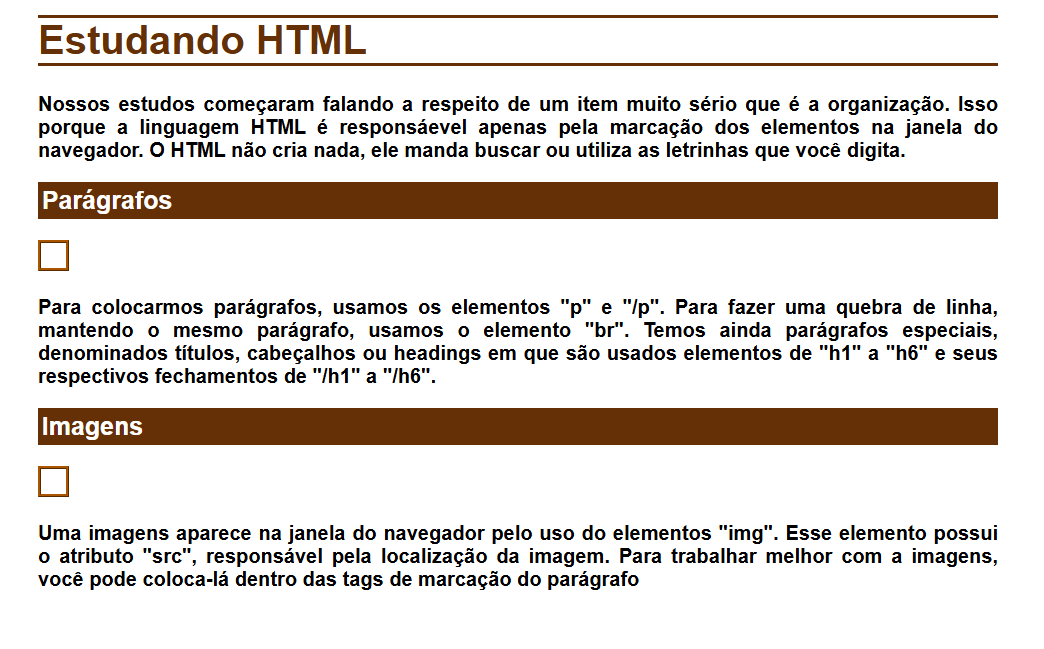 Estudando HTML
Nossos estudos começaram falando a respeito de um item muito sério que é a organização. Isso
porque a linguagem HTML é responsáevel apenas pela marcação dos elementos na janela do
navegador. O HTML não cria nada, ele manda buscar ou utiliza as letrinhas que você digita.
Parágrafos
Para colocarmos parágrafos, usamos os elementos "p" e "/p". Para fazer uma quebra de linha,
mantendo o mesmo parágrafo, usamos o elemento "br". Temos ainda parágrafos especiais,
denominados títulos, cabeçalhos ou headings em que são usados elementos de "h1" a "h6" e seus
respectivos fechamentos de "/h1" a "/h6".
Imagens
Uma imagens aparece na janela do navegador pelo uso do elementos "img". Esse elemento possui
o atributo "src", responsável pela localização da imagem. Para trabalhar melhor com a imagens,
você pode coloca-lá dentro das tags de marcação do parágrafo